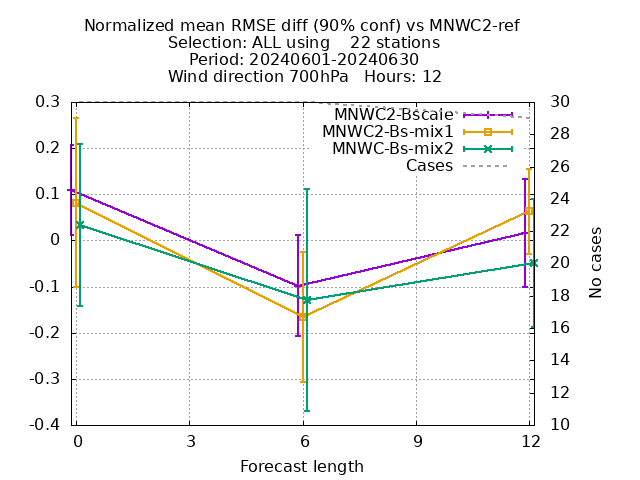 Normalized mean RMSE diff (90% conf) vs MNWC2-ref
Selection: ALL using    22 stations
Period: 20240601-20240630
Wind direction 700hPa   Hours: 12
MNWC2-Bscale
MNWC2-Bs-mix1
MNWC-Bs-mix2
Cases
0.3
0.2
0.1
0
-0.1
-0.2
-0.3
-0.4
30
28
26
24
22
20
18
16
14
12
10
No cases
0
3
6
9
12
Forecast length